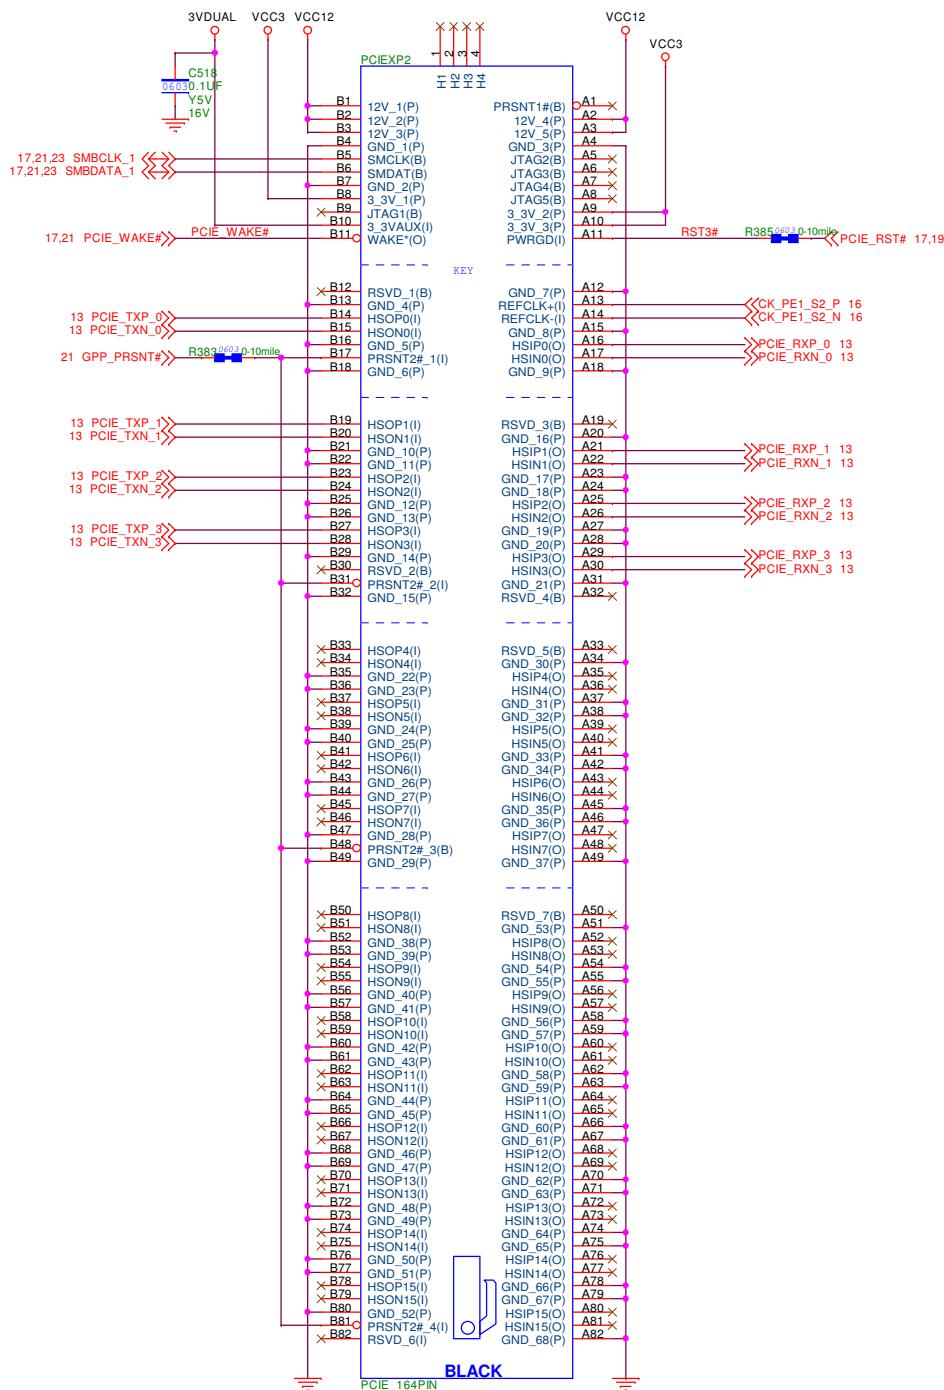 3VDUAL VCC3 VCC12 VCC12
VCC3
PCIEXP2
1 2 3 4
H1 H2 H3 H4
C518
0603 0.1UF
Y5V
16V
B1 12V_1(P) PRSNT1#(B) A1
B2 12V_2(P) 12V_4(P) A2
B3 12V_3(P) 12V_5(P) A3
B4 GND_1(P) GND_3(P) A4
17,21,23 SMBCLK_1 B5 SMCLK(B) JTAG2(B) A5
17,21,23 SMBDATA_1 B6 SMDAT(B) JTAG3(B) A6
B7 GND_2(P) JTAG4(B) A7
B8 3_3V_1(P) JTAG5(B) A8
B9 JTAG1(B) 3_3V_2(P) A9
B10 3_3VAUX(I) 3_3V_3(P) A10
17,21 PCIE_WAKE# PCIE_WAKE# B11 WAKE*(O) PWRGD(I) A11 RST3# R385 0603 0-10mile PCIE_RST# 17,19
KEY
B12 RSVD_1(B) GND_7(P) A12
B13 GND_4(P) REFCLK+(I) A13 CK_PE1_S2_P 16
13 PCIE_TXP_0 B14 HSOP0(I) REFCLK-(I) A14 CK_PE1_S2_N 16
13 PCIE_TXN_0 B15 HSON0(I) GND_8(P) A15
B16 GND_5(P) HSIP0(O) A16 PCIE_RXP_0 13
21 GPP_PRSNT# R383 0603 0-10mile B17 PRSNT2#_1(I) HSIN0(O) A17 PCIE_RXN_0 13
B18 GND_6(P) GND_9(P) A18
13 PCIE_TXP_1 B19 HSOP1(I) RSVD_3(B) A19
13 PCIE_TXN_1 B20 HSON1(I) GND_16(P) A20
B21 GND_10(P) HSIP1(O) A21 PCIE_RXP_1 13
B22 GND_11(P) HSIN1(O) A22 PCIE_RXN_1 13
13 PCIE_TXP_2 B23 HSOP2(I) GND_17(P) A23
13 PCIE_TXN_2 B24 HSON2(I) GND_18(P) A24
B25 GND_12(P) HSIP2(O) A25 PCIE_RXP_2 13
B26 GND_13(P) HSIN2(O) A26 PCIE_RXN_2 13
13 PCIE_TXP_3 B27 HSOP3(I) GND_19(P) A27
13 PCIE_TXN_3 B28 HSON3(I) GND_20(P) A28
B29 GND_14(P) HSIP3(O) A29 PCIE_RXP_3 13
B30 RSVD_2(B) HSIN3(O) A30 PCIE_RXN_3 13
B31 PRSNT2#_2(I) GND_21(P) A31
B32 GND_15(P) RSVD_4(B) A32
B33 HSOP4(I) RSVD_5(B) A33
B34 HSON4(I) GND_30(P) A34
B35 GND_22(P) HSIP4(O) A35
B36 GND_23(P) HSIN4(O) A36
B37 HSOP5(I) GND_31(P) A37
B38 HSON5(I) GND_32(P) A38
B39 GND_24(P) HSIP5(O) A39
B40 GND_25(P) HSIN5(O) A40
B41 HSOP6(I) GND_33(P) A41
B42 HSON6(I) GND_34(P) A42
B43 GND_26(P) HSIP6(O) A43
B44 GND_27(P) HSIN6(O) A44
B45 HSOP7(I) GND_35(P) A45
B46 HSON7(I) GND_36(P) A46
B47 GND_28(P) HSIP7(O) A47
B48 PRSNT2#_3(B) HSIN7(O) A48
B49 GND_29(P) GND_37(P) A49
B50 HSOP8(I) RSVD_7(B) A50
B51 HSON8(I) GND_53(P) A51
B52 GND_38(P) HSIP8(O) A52
B53 GND_39(P) HSIN8(O) A53
B54 HSOP9(I) GND_54(P) A54
B55 HSON9(I) GND_55(P) A55
B56 GND_40(P) HSIP9(O) A56
B57 GND_41(P) HSIN9(O) A57
B58 HSOP10(I) GND_56(P) A58
B59 HSON10(I) GND_57(P) A59
B60 GND_42(P) HSIP10(O) A60
B61 GND_43(P) HSIN10(O) A61
B62 HSOP11(I) GND_58(P) A62
B63 HSON11(I) GND_59(P) A63
B64 GND_44(P) HSIP11(O) A64
B65 GND_45(P) HSIN11(O) A65
B66 HSOP12(I) GND_60(P) A66
B67 HSON12(I) GND_61(P) A67
B68 GND_46(P) HSIP12(O) A68
B69 GND_47(P) HSIN12(O) A69
B70 HSOP13(I) GND_62(P) A70
B71 HSON13(I) GND_63(P) A71
B72 GND_48(P) HSIP13(O) A72
B73 GND_49(P) HSIN13(O) A73
B74 HSOP14(I) GND_64(P) A74
B75 HSON14(I) GND_65(P) A75
B76 GND_50(P) HSIP14(O) A76
B77 GND_51(P) HSIN14(O) A77
B78 HSOP15(I) GND_66(P) A78
B79 HSON15(I) GND_67(P) A79
B80 GND_52(P) HSIP15(O) A80
B81 PRSNT2#_4(I) HSIN15(O) A81
B82 RSVD_6(I) GND_68(P) A82
BLACK
PCIE 164PIN